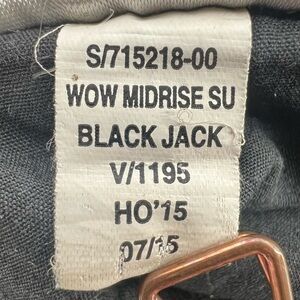 S/715218-00
WOW MIDRISE SU
BLACK JACK
V/1195
HO'15
07/15